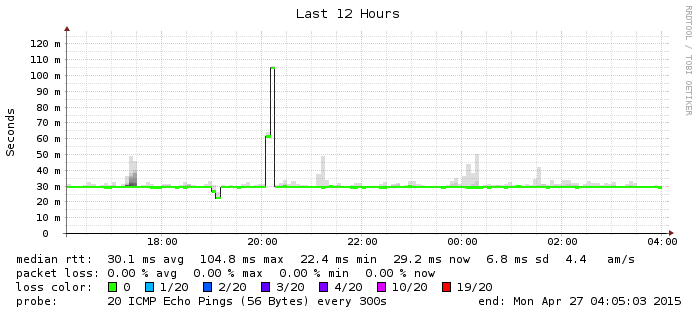 Last 12 Hours
RRDTOOL / TOBI OETIKER
Seconds
120 m
110 m
100 m
90 m
80 m
70 m
60 m
50 m
40 m
30 m
20 m
10 m
0
18:00 20:00 22:00 00:00 02:00 04:00
median rtt: 30.1 ms avg 104.8 ms max 22.4 ms min 29.2 ms now 6.8 ms sd 4.4 am/s
packet loss: 0.00 % avg 0.00 % max 0.00 % min 0.00 % now
loss color: 0 1/20 2/20 3/20 4/20 10/20 19/20
probe: 20 ICMP Echo Pings (56 Bytes) every 300s end: Mon Apr 27 04:05:03 2015